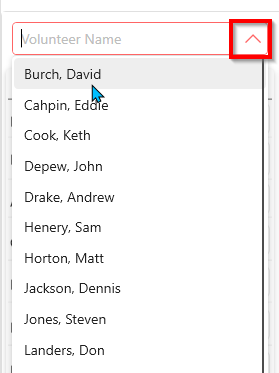 Volunteer Name
Burch, David
Cahpin, Eddie
Cook, Keth
Depew, John
Drake, Andrew
Henery, Sam
Horton, Matt
Jackson, Dennis
Jones, Steven
Landers, Don